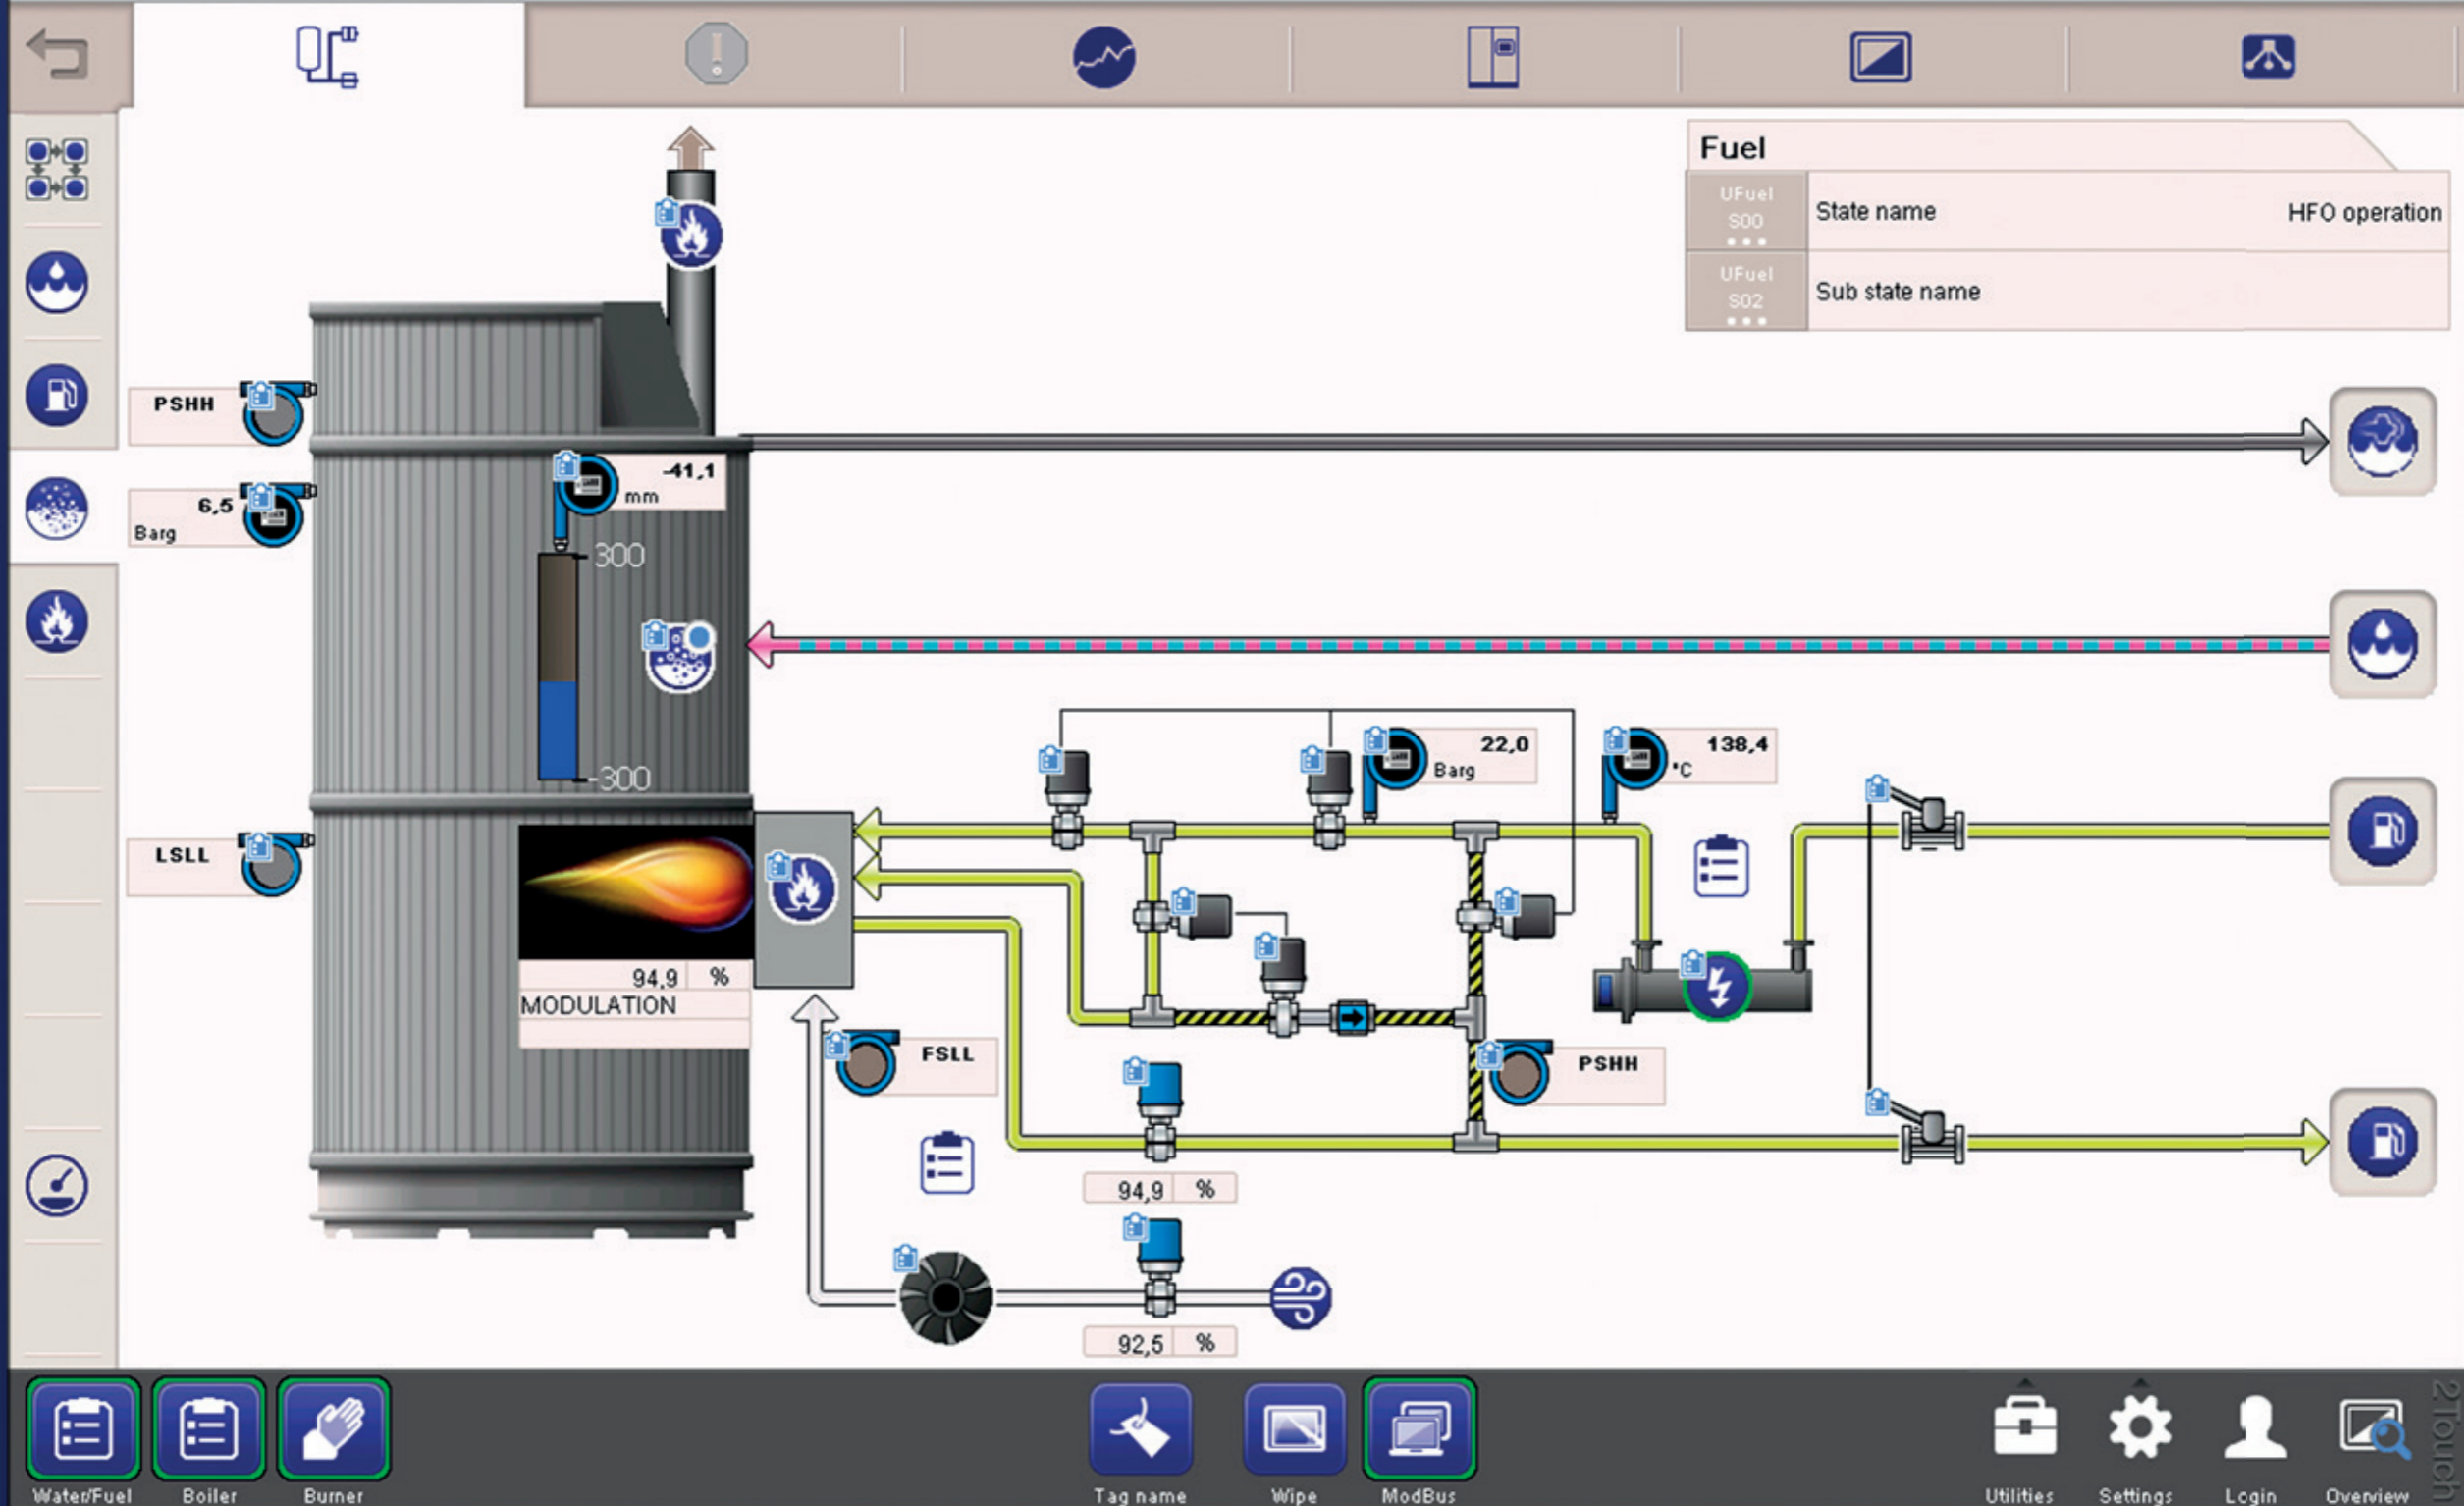 Fuel
UFuel
S00
State name
HFO operation
UFuel
S02
Sub state name
PSHH
6,5
Barg
-41,1
mm
300
-300
22,0
Barg
138,4
°C
LSLL
94,9 %
MODULATION
FSLL
PSHH
94,9 %
92,5 %
Water/Fuel
Boiler
Burner
Tag name
Wipe
ModBus
Utilities
Settings
Login
Overview
2Touch